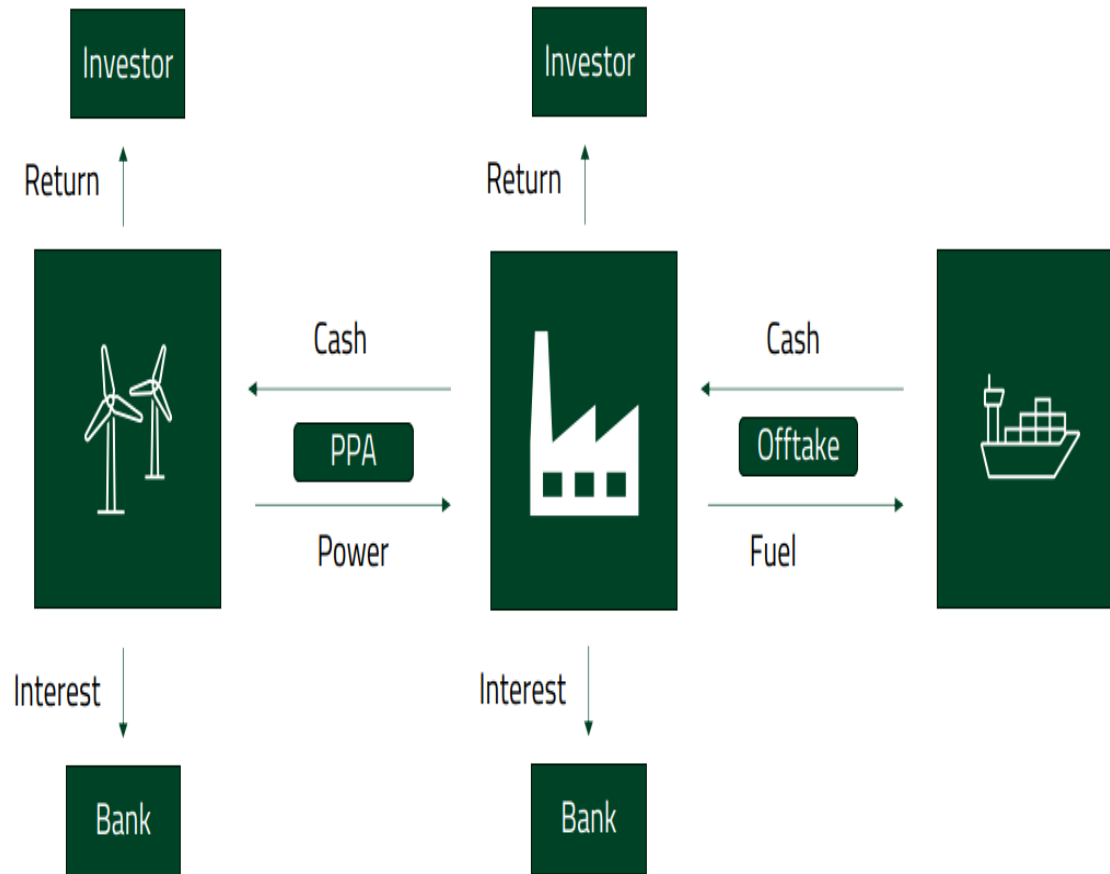 Investor
Investor
Return
Return
Cash
Cash
PPA
Offtake
Power
Fuel
Interest
Interest
Bank
Bank